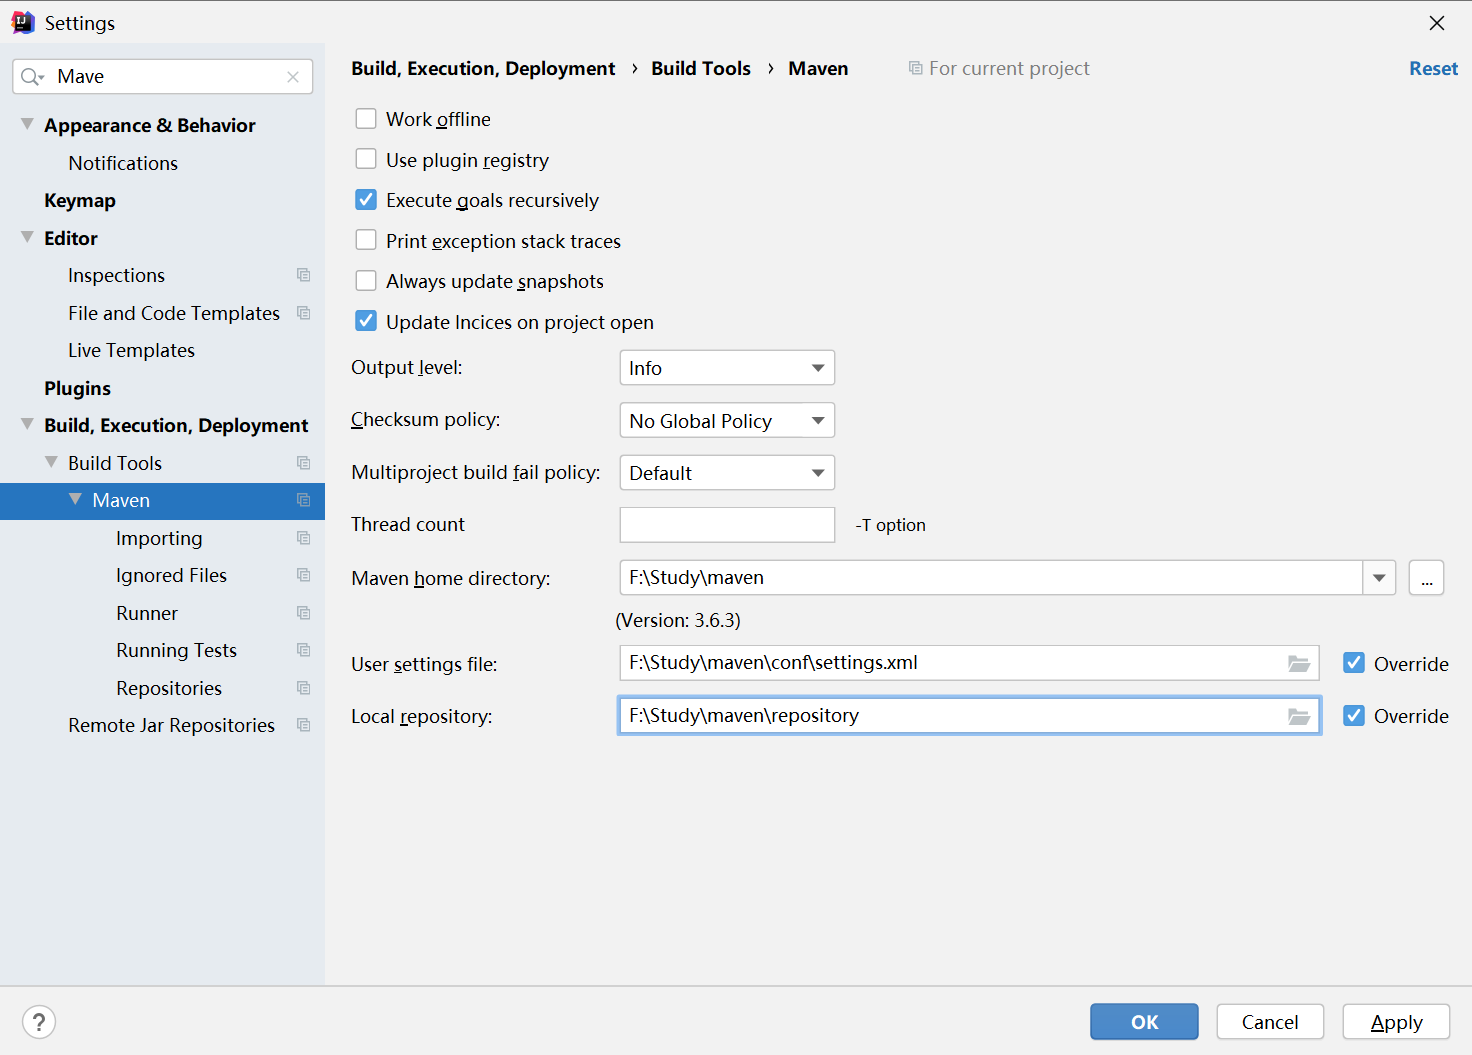 Settings
Mave
Appearance & Behavior
Notifications
Keymap
Editor
Inspections
File and Code Templates
Live Templates
Plugins
Build, Execution, Deployment
Build Tools
Maven
Importing
Ignored Files
Runner
Running Tests
Repositories
Remote Jar Repositories
Build, Execution, Deployment › Build Tools › Maven For current project Reset
Work offline
Use plugin registry
Execute goals recursively
Print exception stack traces
Always update snapshots
Update Incices on project open
Output level: Info
Checksum policy: No Global Policy
Multiproject build fail policy: Default
Thread count -T option
Maven home directory: F:\Study\maven ...
(Version: 3.6.3)
User settings file: F:\Study\maven\conf\settings.xml Override
Local repository: F:\Study\maven\repository Override
? OK Cancel Apply